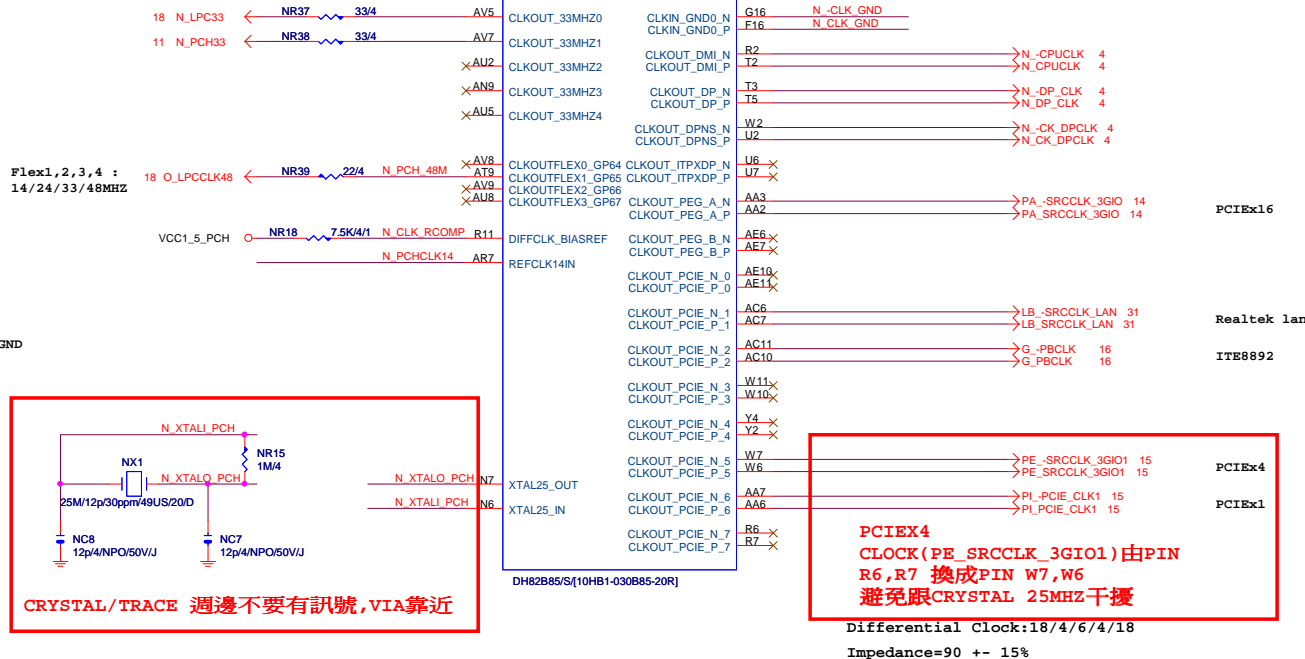 18 N_LPC33 NR37 33/4 AV5 CLKOUT_33MHZ0
11 N_PCH33 NR38 33/4 AV7 CLKOUT_33MHZ1
AU2 CLKOUT_33MHZ2
AN9 CLKOUT_33MHZ3
AU5 CLKOUT_33MHZ4
Flex1,2,3,4 :
14/24/33/48MHZ
AV8 CLKOUTFLEX0_GP64
18 O_LPCCLK48 NR39 22/4 N_PCH_48M AT9 CLKOUTFLEX1_GP65
AV9 CLKOUTFLEX2_GP66
AU8 CLKOUTFLEX3_GP67
VCC1_5_PCH NR18 7.5K/4/1 N_CLK_RCOMP R11 DIFFCLK_BIASREF
N_PCHCLK14 AR7 REFCLK14IN
GND
N_XTALI_PCH
NR15
1M/4
NX1
N_XTALO_PCH
25M/12p/30ppm/49US/20/D
NC8
12p/4/NPO/50V/J
NC7
12p/4/NPO/50V/J
CRYSTAL/TRACE 週邊不要有訊號,VIA靠近
N_XTALO_PCH N7 XTAL25_OUT
N_XTALI_PCH N6 XTAL25_IN
CLKIN_GND0_N G16 N_-CLK_GND
CLKIN_GND0_P F16 N_CLK_GND
CLKOUT_DMI_N R2 N_-CPUCLK 4
CLKOUT_DMI_P T2 N_CPUCLK 4
CLKOUT_DP_N T3 N_-DP_CLK 4
CLKOUT_DP_P T5 N_DP_CLK 4
CLKOUT_DPNS_N W2 N_-CK_DPCLK 4
CLKOUT_DPNS_P U2 N_CK_DPCLK 4
CLKOUT_ITPXDP_N U6
CLKOUT_ITPXDP_P U7
CLKOUT_PEG_A_N AA3 PA_-SRCCLK_3GIO 14
CLKOUT_PEG_A_P AA2 PA_SRCCLK_3GIO 14
PCIEx16
CLKOUT_PEG_B_N AE6
CLKOUT_PEG_B_P AE7
CLKOUT_PCIE_N_0 AE10
CLKOUT_PCIE_P_0 AE11
CLKOUT_PCIE_N_1 AC6 LB_-SRCCLK_LAN 31
CLKOUT_PCIE_P_1 AC7 LB_SRCCLK_LAN 31
Realtek lan
CLKOUT_PCIE_N_2 AC11 G_-PBCLK 16
CLKOUT_PCIE_P_2 AC10 G_PBCLK 16
ITE8892
CLKOUT_PCIE_N_3 W11
CLKOUT_PCIE_P_3 W10
CLKOUT_PCIE_N_4 Y4
CLKOUT_PCIE_P_4 Y2
CLKOUT_PCIE_N_5 W7 PE_-SRCCLK_3GIO1 15
CLKOUT_PCIE_P_5 W6 PE_SRCCLK_3GIO1 15
PCIEx4
CLKOUT_PCIE_N_6 AA7 PI_-PCIE_CLK1 15
CLKOUT_PCIE_P_6 AA6 PI_PCIE_CLK1 15
PCIEx1
CLKOUT_PCIE_N_7 R6
CLKOUT_PCIE_P_7 R7
DH82B85/S/[10HB1-030B85-20R]
PCIEX4
CLOCK(PE_SRCCLK_3GIO1)由PIN
R6,R7 換成PIN W7,W6
避免跟CRYSTAL 25MHZ干擾
Differential Clock:18/4/6/4/18
Impedance=90 +- 15%